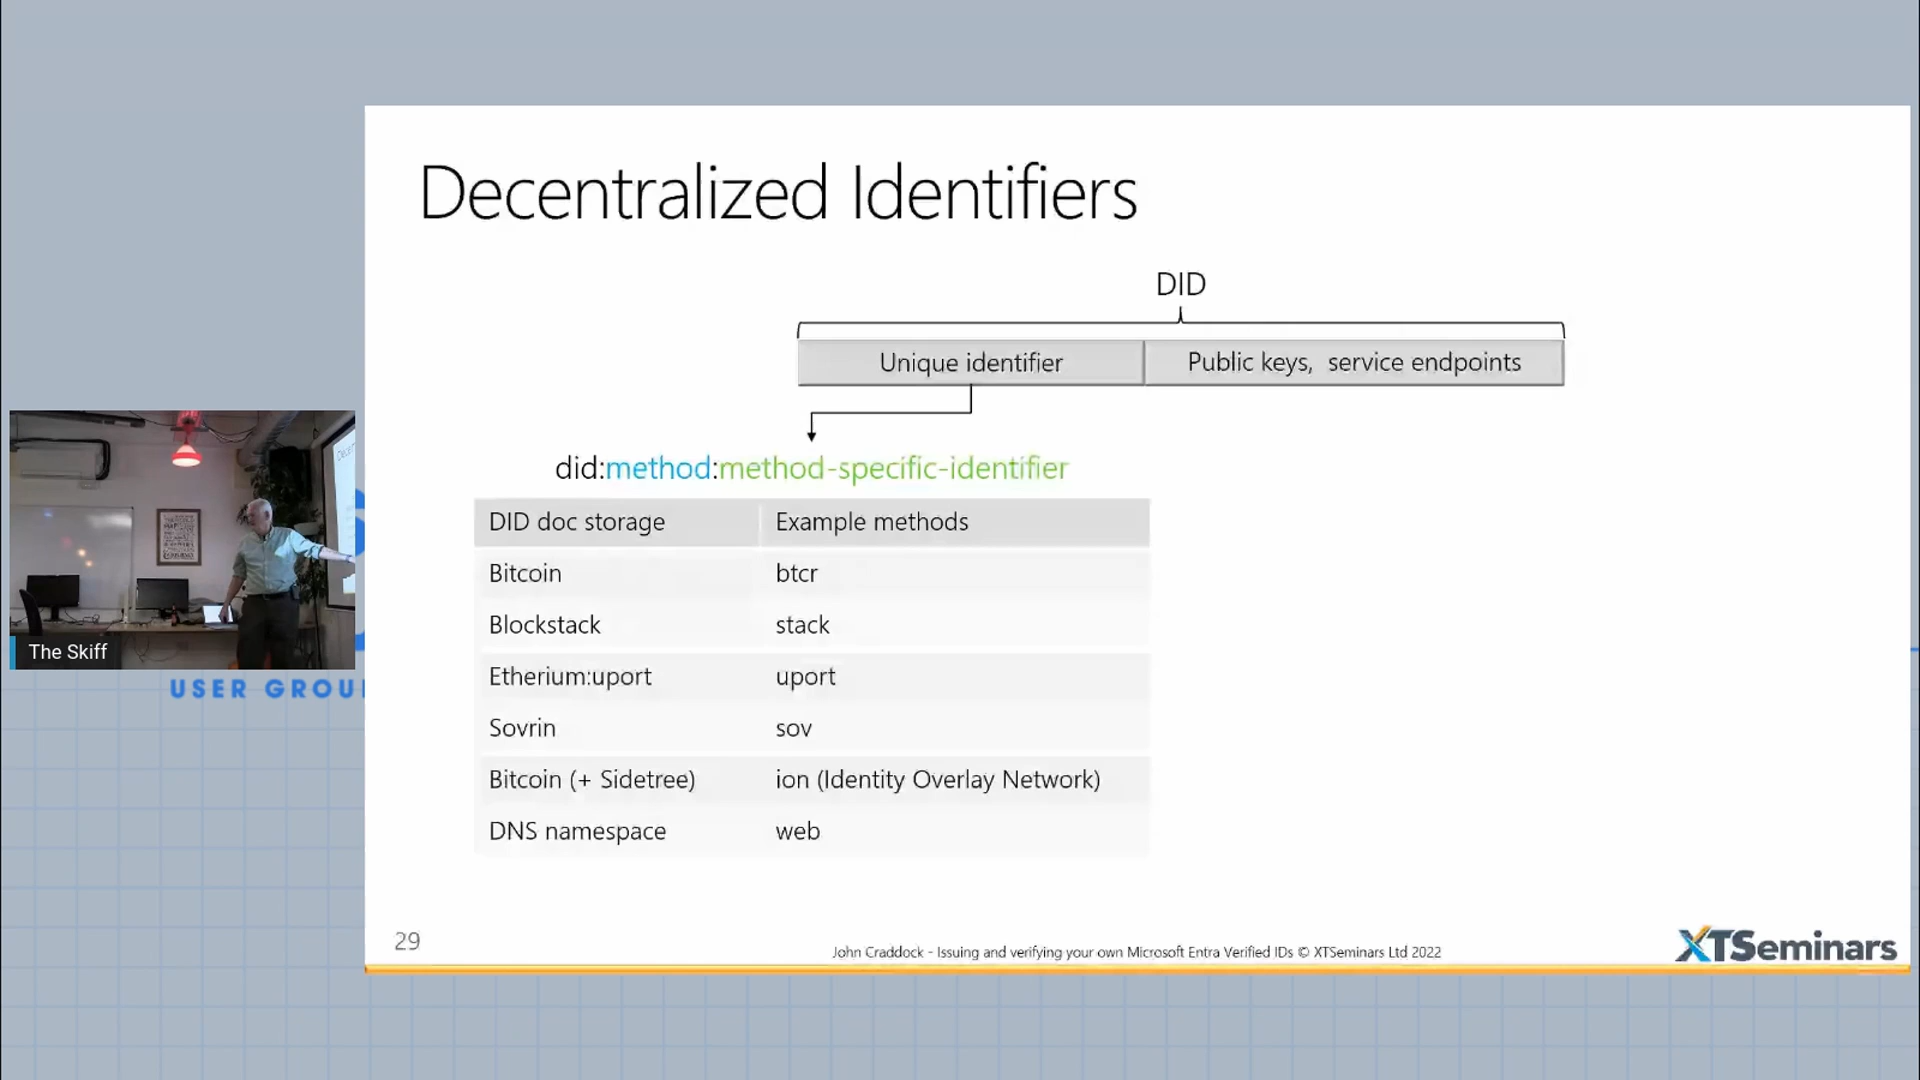 Decentralized Identifiers
DID
Unique identifier
Public keys, service endpoints
did:method:method-specific-identifier
DID doc storage Example methods
Bitcoin btcr
Blockstack stack
Etherium:uport uport
Sovrin sov
Bitcoin (+ Sidetree) ion (Identity Overlay Network)
DNS namespace web
The Skiff
USER GROU
29
John Craddock - Issuing and verifying your own Microsoft Entra Verified IDs © XTSeminars Ltd 2022
XTSeminars